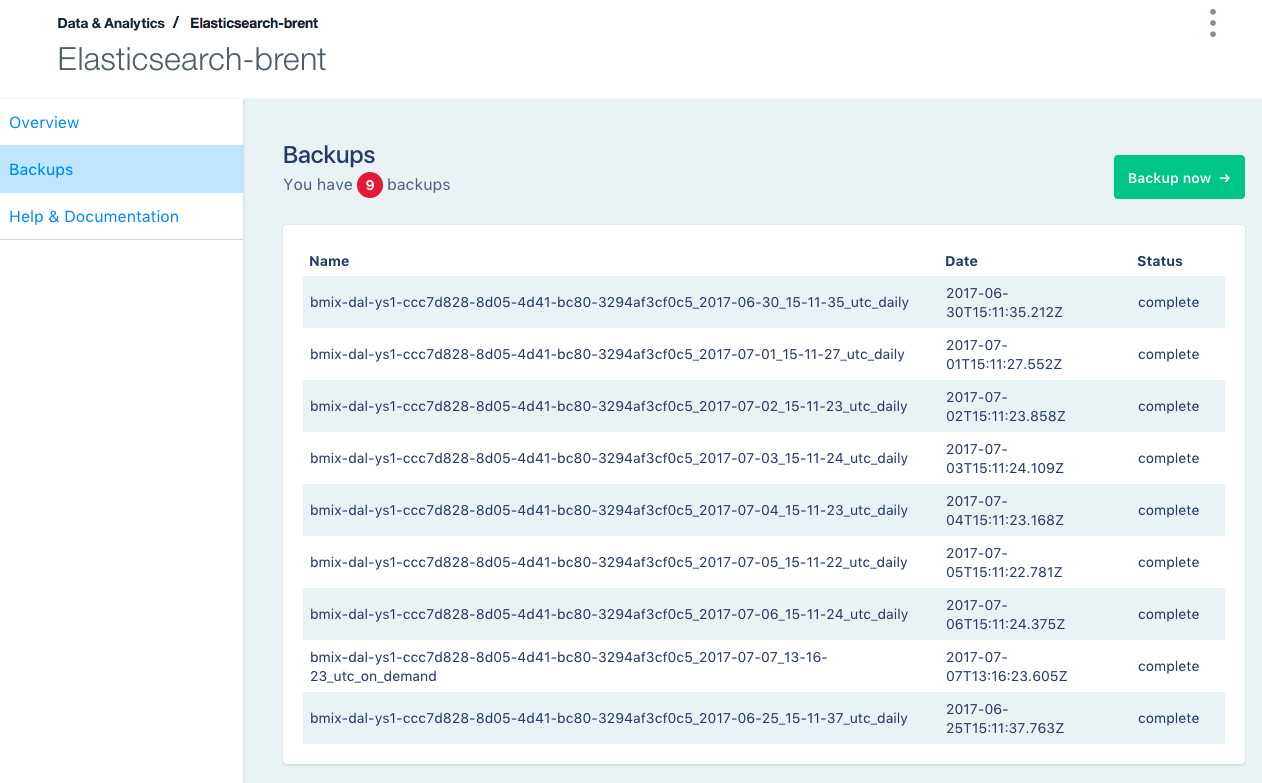 Data & Analytics / Elasticsearch-brent
Elasticsearch-brent
Overview
Backups
Help & Documentation
Backups
You have 9 backups
Backup now →
Name Date Status
bmix-dal-ys1-ccc7d828-8d05-4d41-bc80-3294af3cf0c5_2017-06-30_15-11-35_utc_daily 2017-06-
30T15:11:35.212Z complete
bmix-dal-ys1-ccc7d828-8d05-4d41-bc80-3294af3cf0c5_2017-07-01_15-11-27_utc_daily 2017-07-
01T15:11:27.552Z complete
bmix-dal-ys1-ccc7d828-8d05-4d41-bc80-3294af3cf0c5_2017-07-02_15-11-23_utc_daily 2017-07-
02T15:11:23.858Z complete
bmix-dal-ys1-ccc7d828-8d05-4d41-bc80-3294af3cf0c5_2017-07-03_15-11-24_utc_daily 2017-07-
03T15:11:24.109Z complete
bmix-dal-ys1-ccc7d828-8d05-4d41-bc80-3294af3cf0c5_2017-07-04_15-11-23_utc_daily 2017-07-
04T15:11:23.168Z complete
bmix-dal-ys1-ccc7d828-8d05-4d41-bc80-3294af3cf0c5_2017-07-05_15-11-22_utc_daily 2017-07-
05T15:11:22.781Z complete
bmix-dal-ys1-ccc7d828-8d05-4d41-bc80-3294af3cf0c5_2017-07-06_15-11-24_utc_daily 2017-07-
06T15:11:24.375Z complete
bmix-dal-ys1-ccc7d828-8d05-4d41-bc80-3294af3cf0c5_2017-07-07_13-16-
23_utc_on_demand 2017-07-
07T13:16:23.605Z complete
bmix-dal-ys1-ccc7d828-8d05-4d41-bc80-3294af3cf0c5_2017-06-25_15-11-37_utc_daily 2017-06-
25T15:11:37.763Z complete